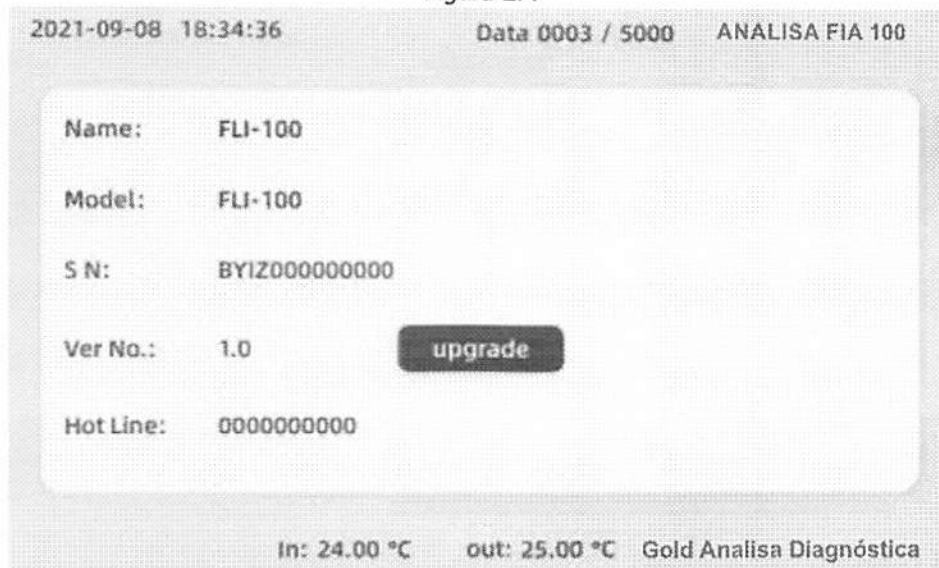 2021-09-08 18:34:36 Data 0003 / 5000 ANALISA FIA 100
Name: FLI-100
Model: FLI-100
S N: BYIZ000000000
Ver No.: 1.0 upgrade
Hot Line: 0000000000
In: 24.00 °C out: 25.00 °C Gold Analisa Diagnóstica